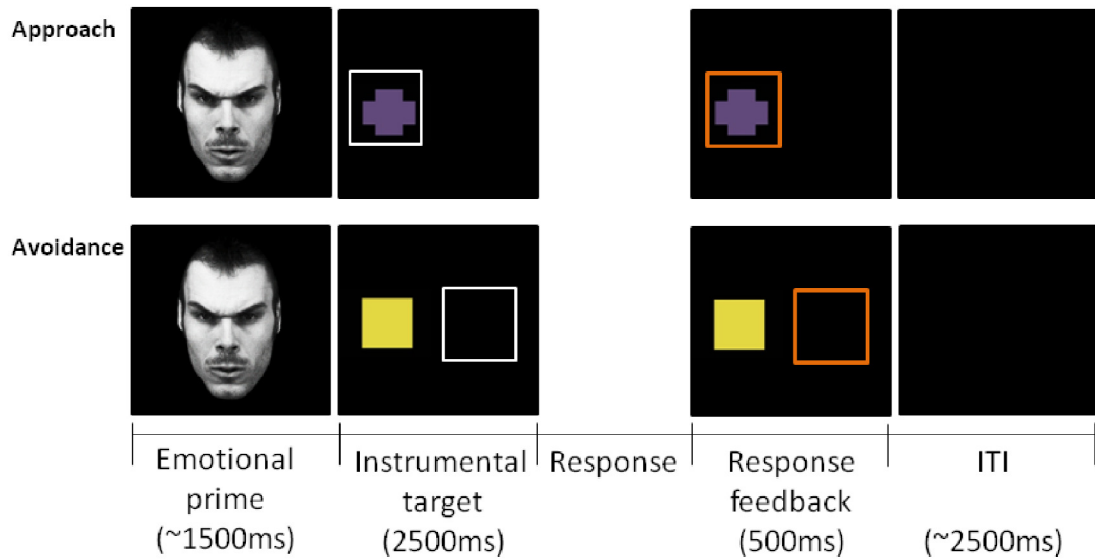 Approach
Avoidance
Emotional
prime
(~1500ms)
Instrumental
target
(2500ms)
Response
Response
feedback
(500ms)
ITI
(~2500ms)